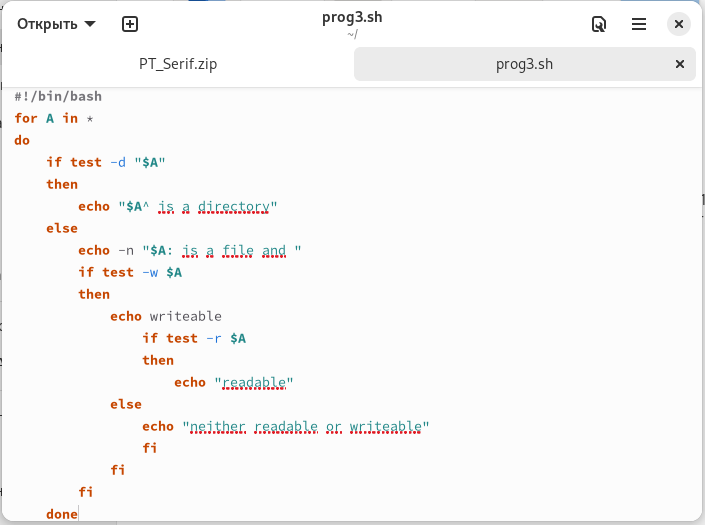 Открыть
prog3.sh
~/
PT_Serif.zip
prog3.sh
#!/bin/bash
for A in *
do
    if test -d "$A"
    then
        echo "$A^ is a directory"
    else
        echo -n "$A: is a file and "
        if test -w $A
        then
            echo writeable
                if test -r $A
                then
                    echo "readable"
            else
                echo "neither readable or writeable"
                fi
            fi
        fi
    done